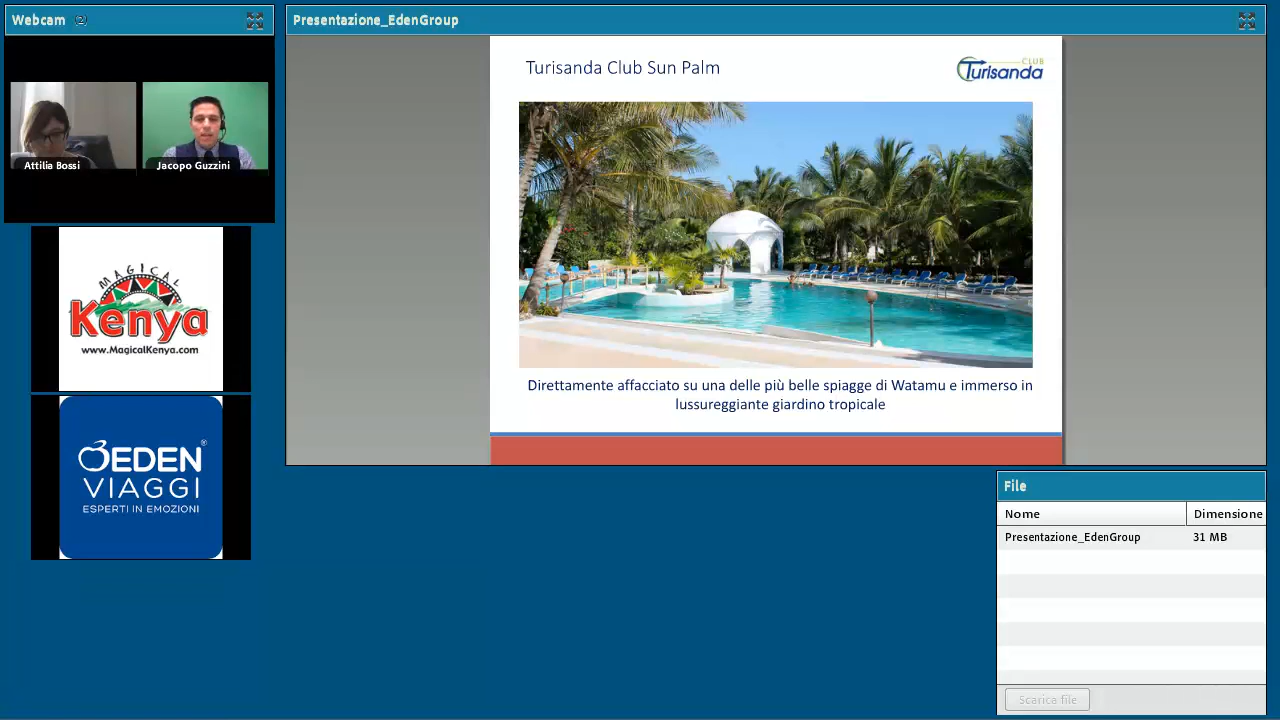 Webcam (2)
Presentazione_EdenGroup
Attilia Bossi
Jacopo Guzzini
Turisanda Club Sun Palm
CLUB
Turisanda
MAGICAL
Kenya
www.MagicalKenya.com
Direttamente affacciato su una delle più belle spiagge di Watamu e immerso in
lussureggiante giardino tropicale
EDEN®
VIAGGI
ESPERTI IN EMOZIONI
File
Nome Dimensione
Presentazione_EdenGroup 31 MB
Scarica file